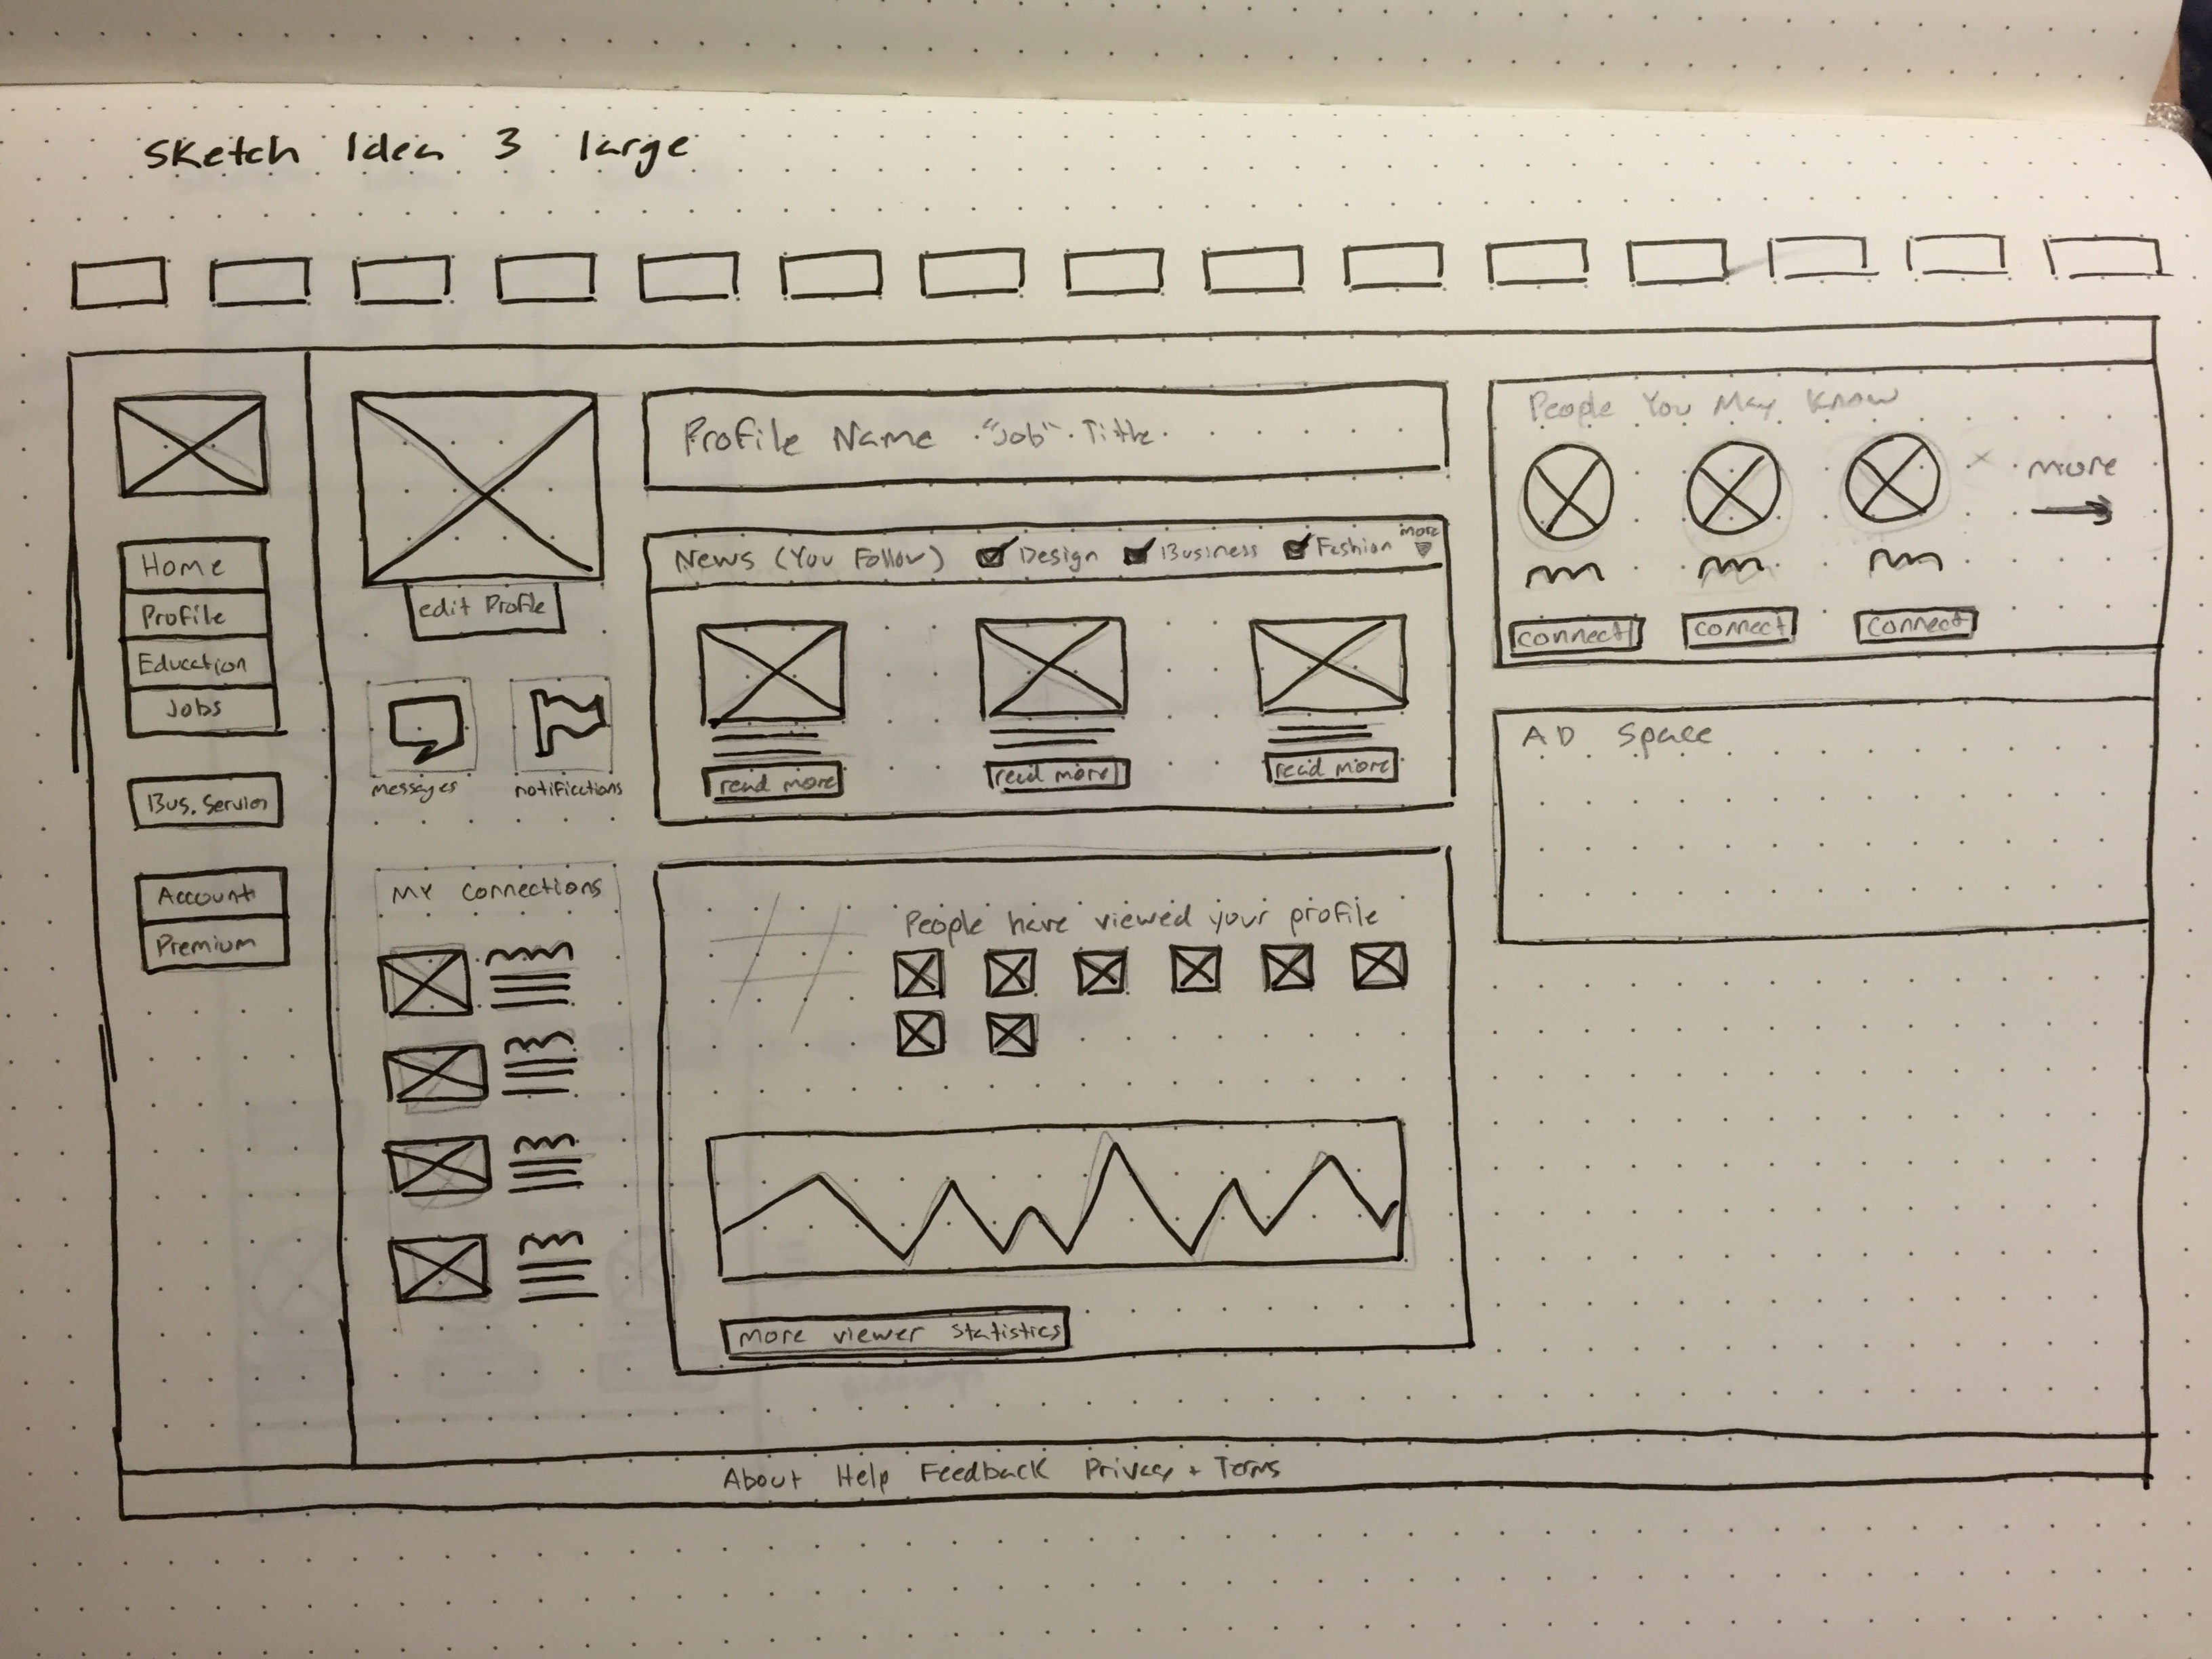 Sketch Idea 3 large
Home
Profile
Education
Jobs
Bus. Servics
Account
Premium
edit Profile
messages
notifications
MY connections
Profile Name "Job" Title
News (You Follow) Design Business Fashion more
read more
read more
read more
People have viewed your profile
more viewer statistics
People You May Know
more
connect
connect
connect
AD Space
About Help Feedback Privacy + Terms